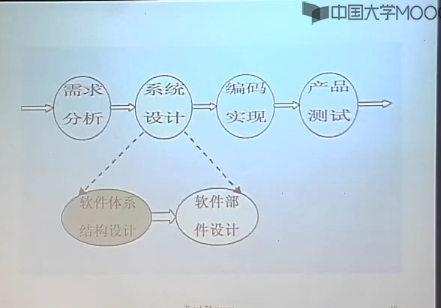 中国大学MOO
需求
分析
系统
设计
编码
实现
产品
测试
软件体系
结构设计
软件部
件设计